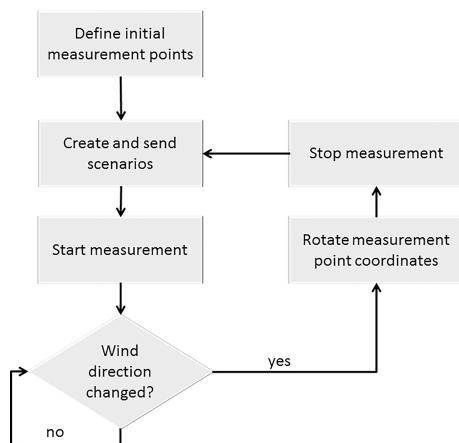 Define initial
measurement points
Create and send
scenarios
Stop measurement
Start measurement
Rotate measurement
point coordinates
Wind
direction
changed?
yes
no